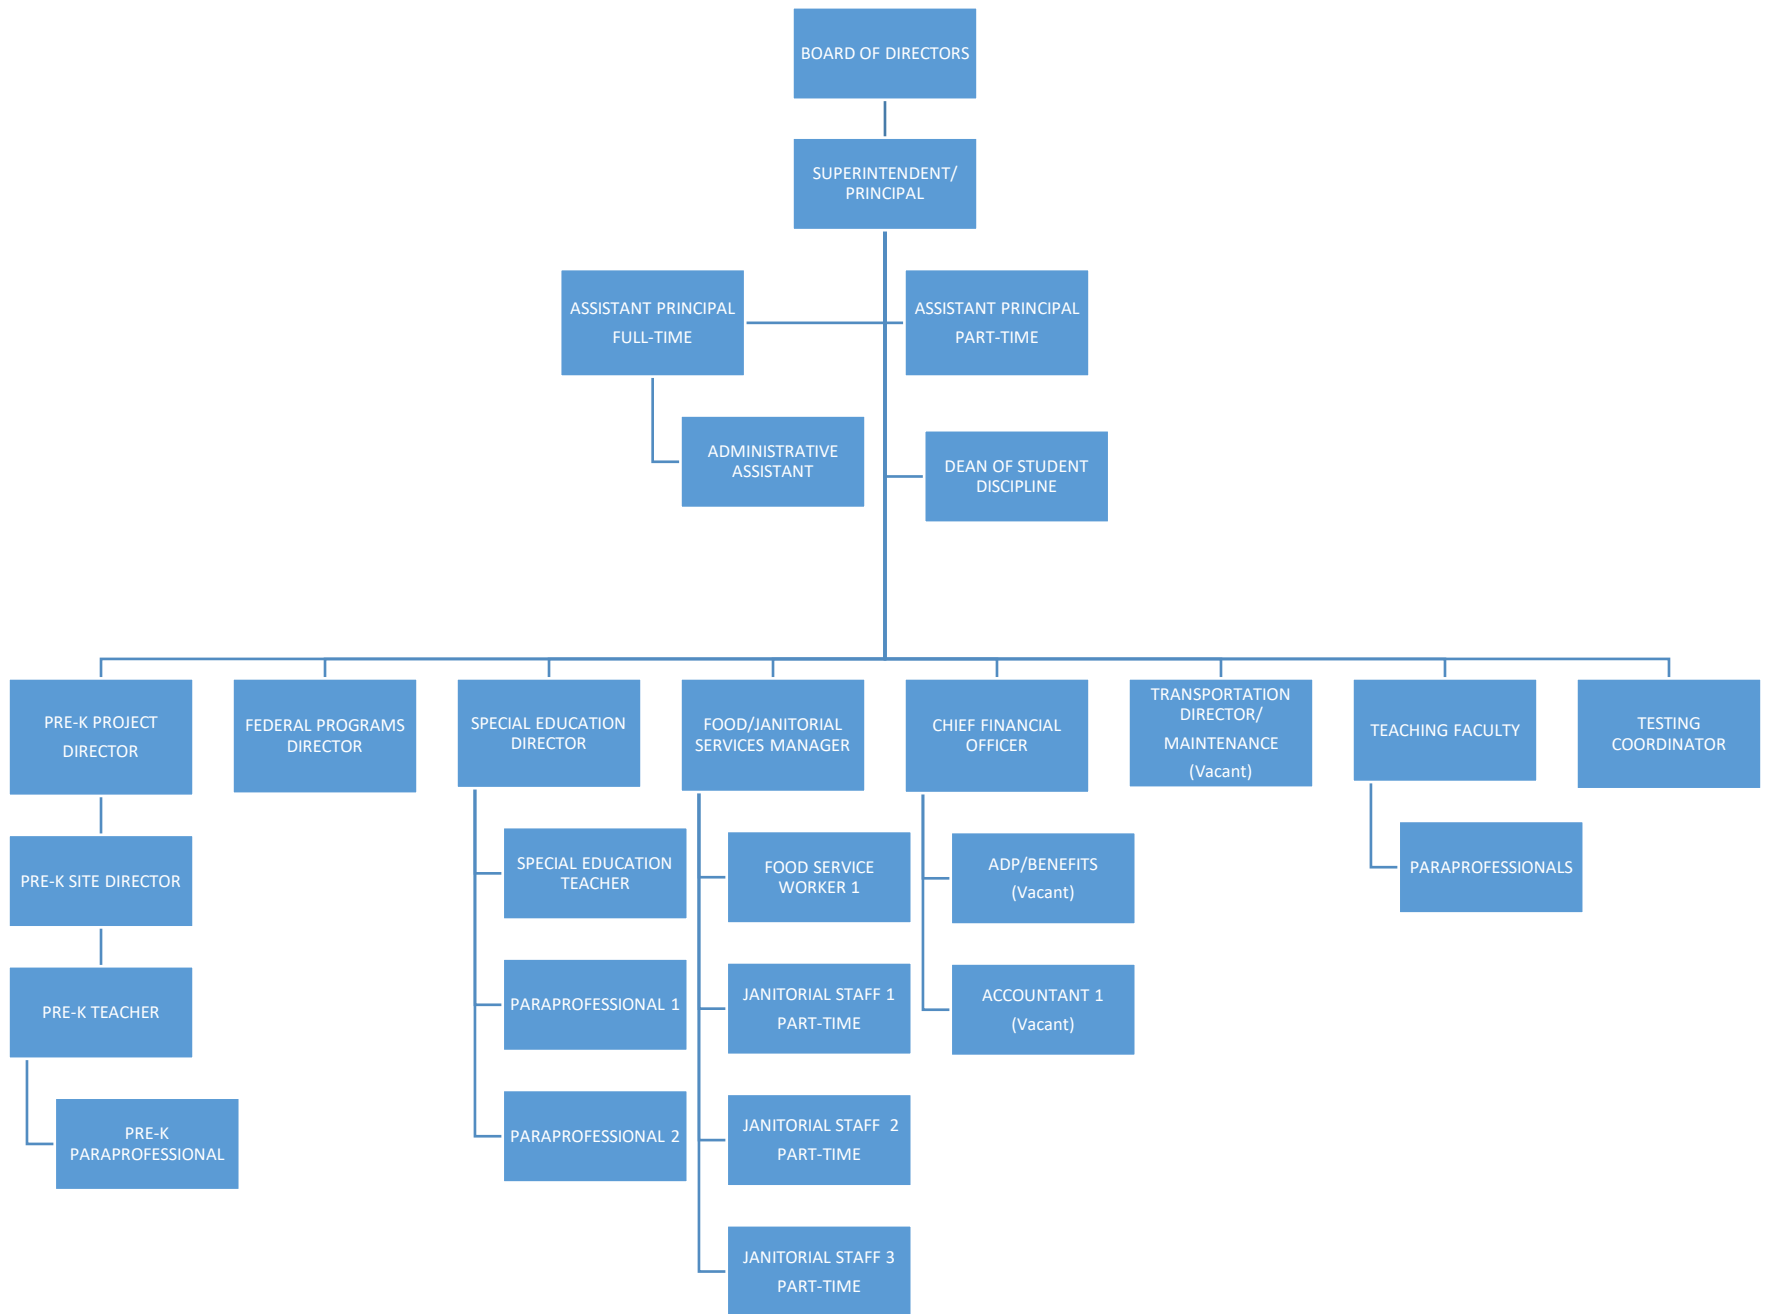 BOARD OF DIRECTORS
SUPERINTENDENT/
PRINCIPAL
ASSISTANT PRINCIPAL
FULL-TIME
ASSISTANT PRINCIPAL
PART-TIME
ADMINISTRATIVE
ASSISTANT
DEAN OF STUDENT
DISCIPLINE
PRE-K PROJECT
DIRECTOR
FEDERAL PROGRAMS
DIRECTOR
SPECIAL EDUCATION
DIRECTOR
FOOD/JANITORIAL
SERVICES MANAGER
CHIEF FINANCIAL
OFFICER
TRANSPORTATION
DIRECTOR/
MAINTENANCE
(Vacant)
TEACHING FACULTY
TESTING
COORDINATOR
PRE-K SITE DIRECTOR
SPECIAL EDUCATION
TEACHER
FOOD SERVICE
WORKER 1
ADP/BENEFITS
(Vacant)
PARAPROFESSIONALS
PRE-K TEACHER
PARAPROFESSIONAL 1
JANITORIAL STAFF 1
PART-TIME
ACCOUNTANT 1
(Vacant)
PRE-K
PARAPROFESSIONAL
PARAPROFESSIONAL 2
JANITORIAL STAFF  2
PART-TIME
JANITORIAL STAFF 3
PART-TIME